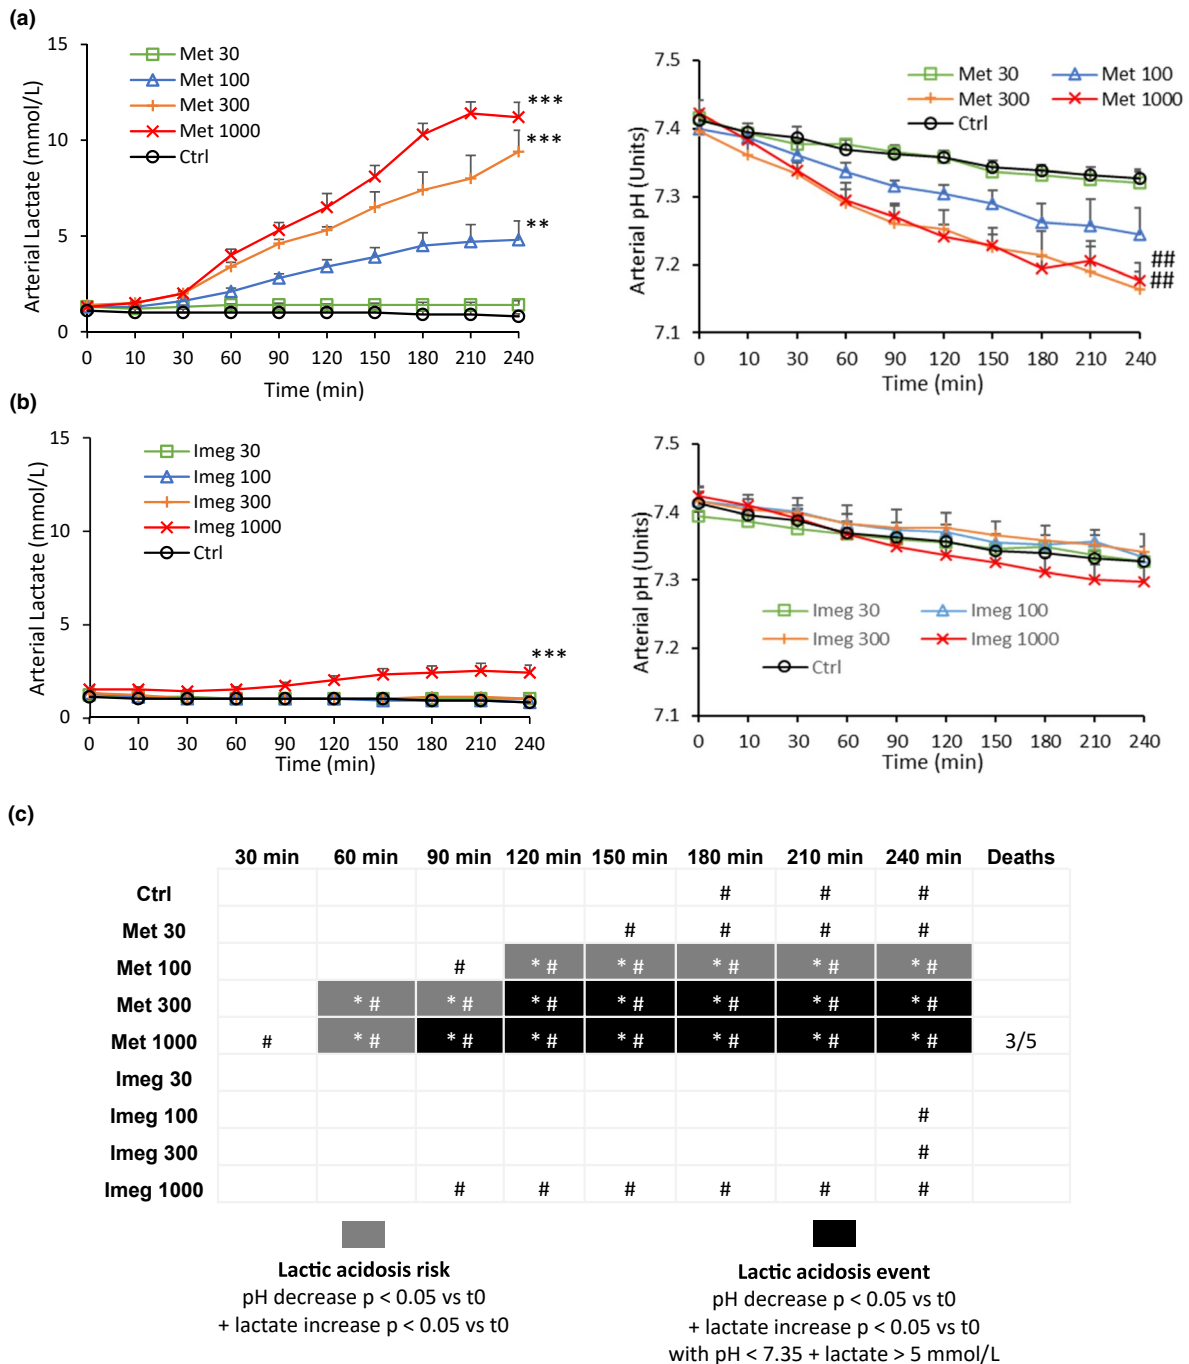 (a)
Arterial Lactate (mmol/L)
15
10
5
0
Met 30
Met 100
Met 300
Met 1000
Ctrl
***
***
**
0 10 30 60 90 120 150 180 210 240
Time (min)
Arterial pH (Units)
7.5
7.4
7.3
7.2
7.1
Met 30 Met 100
Met 300 Met 1000
Ctrl
##
##
0 10 30 60 90 120 150 180 210 240
Time (min)
(b)
Arterial Lactate (mmol/L)
15
10
5
0
Imeg 30
Imeg 100
Imeg 300
Imeg 1000
Ctrl
***
0 10 30 60 90 120 150 180 210 240
Time (min)
Arterial pH (Units)
7.5
7.4
7.3
7.2
7.1
Imeg 30 Imeg 100
Imeg 300 Imeg 1000
Ctrl
0 10 30 60 90 120 150 180 210 240
Time (min)
(c)
30 min 60 min 90 min 120 min 150 min 180 min 210 min 240 min Deaths
Ctrl # # #
Met 30 # # # #
Met 100 # * # * # * # * # * #
Met 300 * # * # * # * # * # * # * #
Met 1000 # * # * # * # * # * # * # * # 3/5
Imeg 30
Imeg 100 #
Imeg 300 #
Imeg 1000 # # # # # #
Lactic acidosis risk
pH decrease p < 0.05 vs t0
+ lactate increase p < 0.05 vs t0
Lactic acidosis event
pH decrease p < 0.05 vs t0
+ lactate increase p < 0.05 vs t0
with pH < 7.35 + lactate > 5 mmol/L